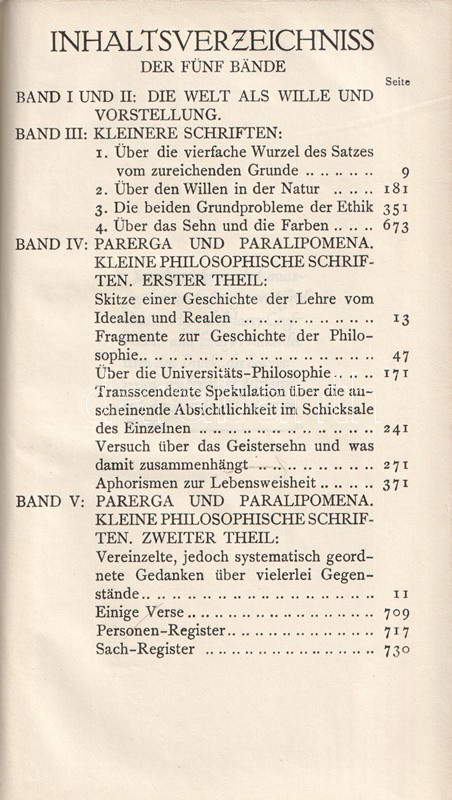 INHALTSVERZEICHNISS
DER FÜNF BÄNDE
Seite
BAND I UND II: DIE WELT ALS WILLE UND
VORSTELLUNG.
BAND III: KLEINERE SCHRIFTEN:
1. Über die vierfache Wurzel des Satzes
vom zureichenden Grunde .. .. .. 9
2. Über den Willen in der Natur .. .. 181
3. Die beiden Grundprobleme der Ethik 351
4. Über das Sehn und die Farben .. .. 673
BAND IV: PARERGA UND PARALIPOMENA.
KLEINE PHILOSOPHISCHE SCHRIF-
TEN. ERSTER THEIL:
Skitze einer Geschichte der Lehre vom
Idealen und Realen .. .. .. .. .. .. .. 13
Fragmente zur Geschichte der Philo-
sophie.. .. .. .. .. .. .. .. .. .. .. .. 47
Über die Universitäts-Philosophie .. .. 171
Transscendente Spekulation über die an-
scheinende Absichtlichkeit im Schicksale
des Einzelnen .. .. .. .. .. .. .. .. .. 241
Versuch über das Geistersehn und was
damit zusammenhängt .. .. .. .. .. .. 271
Aphorismen zur Lebensweisheit .. .. .. 371
BAND V: PARERGA UND PARALIPOMENA.
KLEINE PHILOSOPHISCHE SCHRIF-
TEN. ZWEITER THEIL:
Vereinzelte, jedoch systematisch geord-
nete Gedanken über vielerlei Gegen-
stände.. .. .. .. .. .. .. .. .. .. .. .. 11
Einige Verse.. .. .. .. .. .. .. .. .. .. 709
Personen-Register.. .. .. .. .. .. .. .. 717
Sach-Register .. .. .. .. .. .. .. .. .. 730